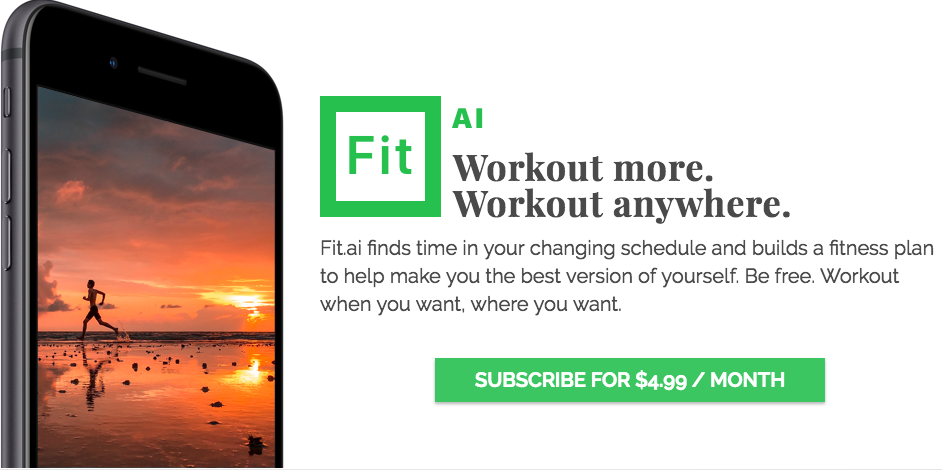 Fit
AI
Workout more.
Workout anywhere.
Fit.ai finds time in your changing schedule and builds a fitness plan
to help make you the best version of yourself. Be free. Workout
when you want, where you want.
SUBSCRIBE FOR $4.99 / MONTH